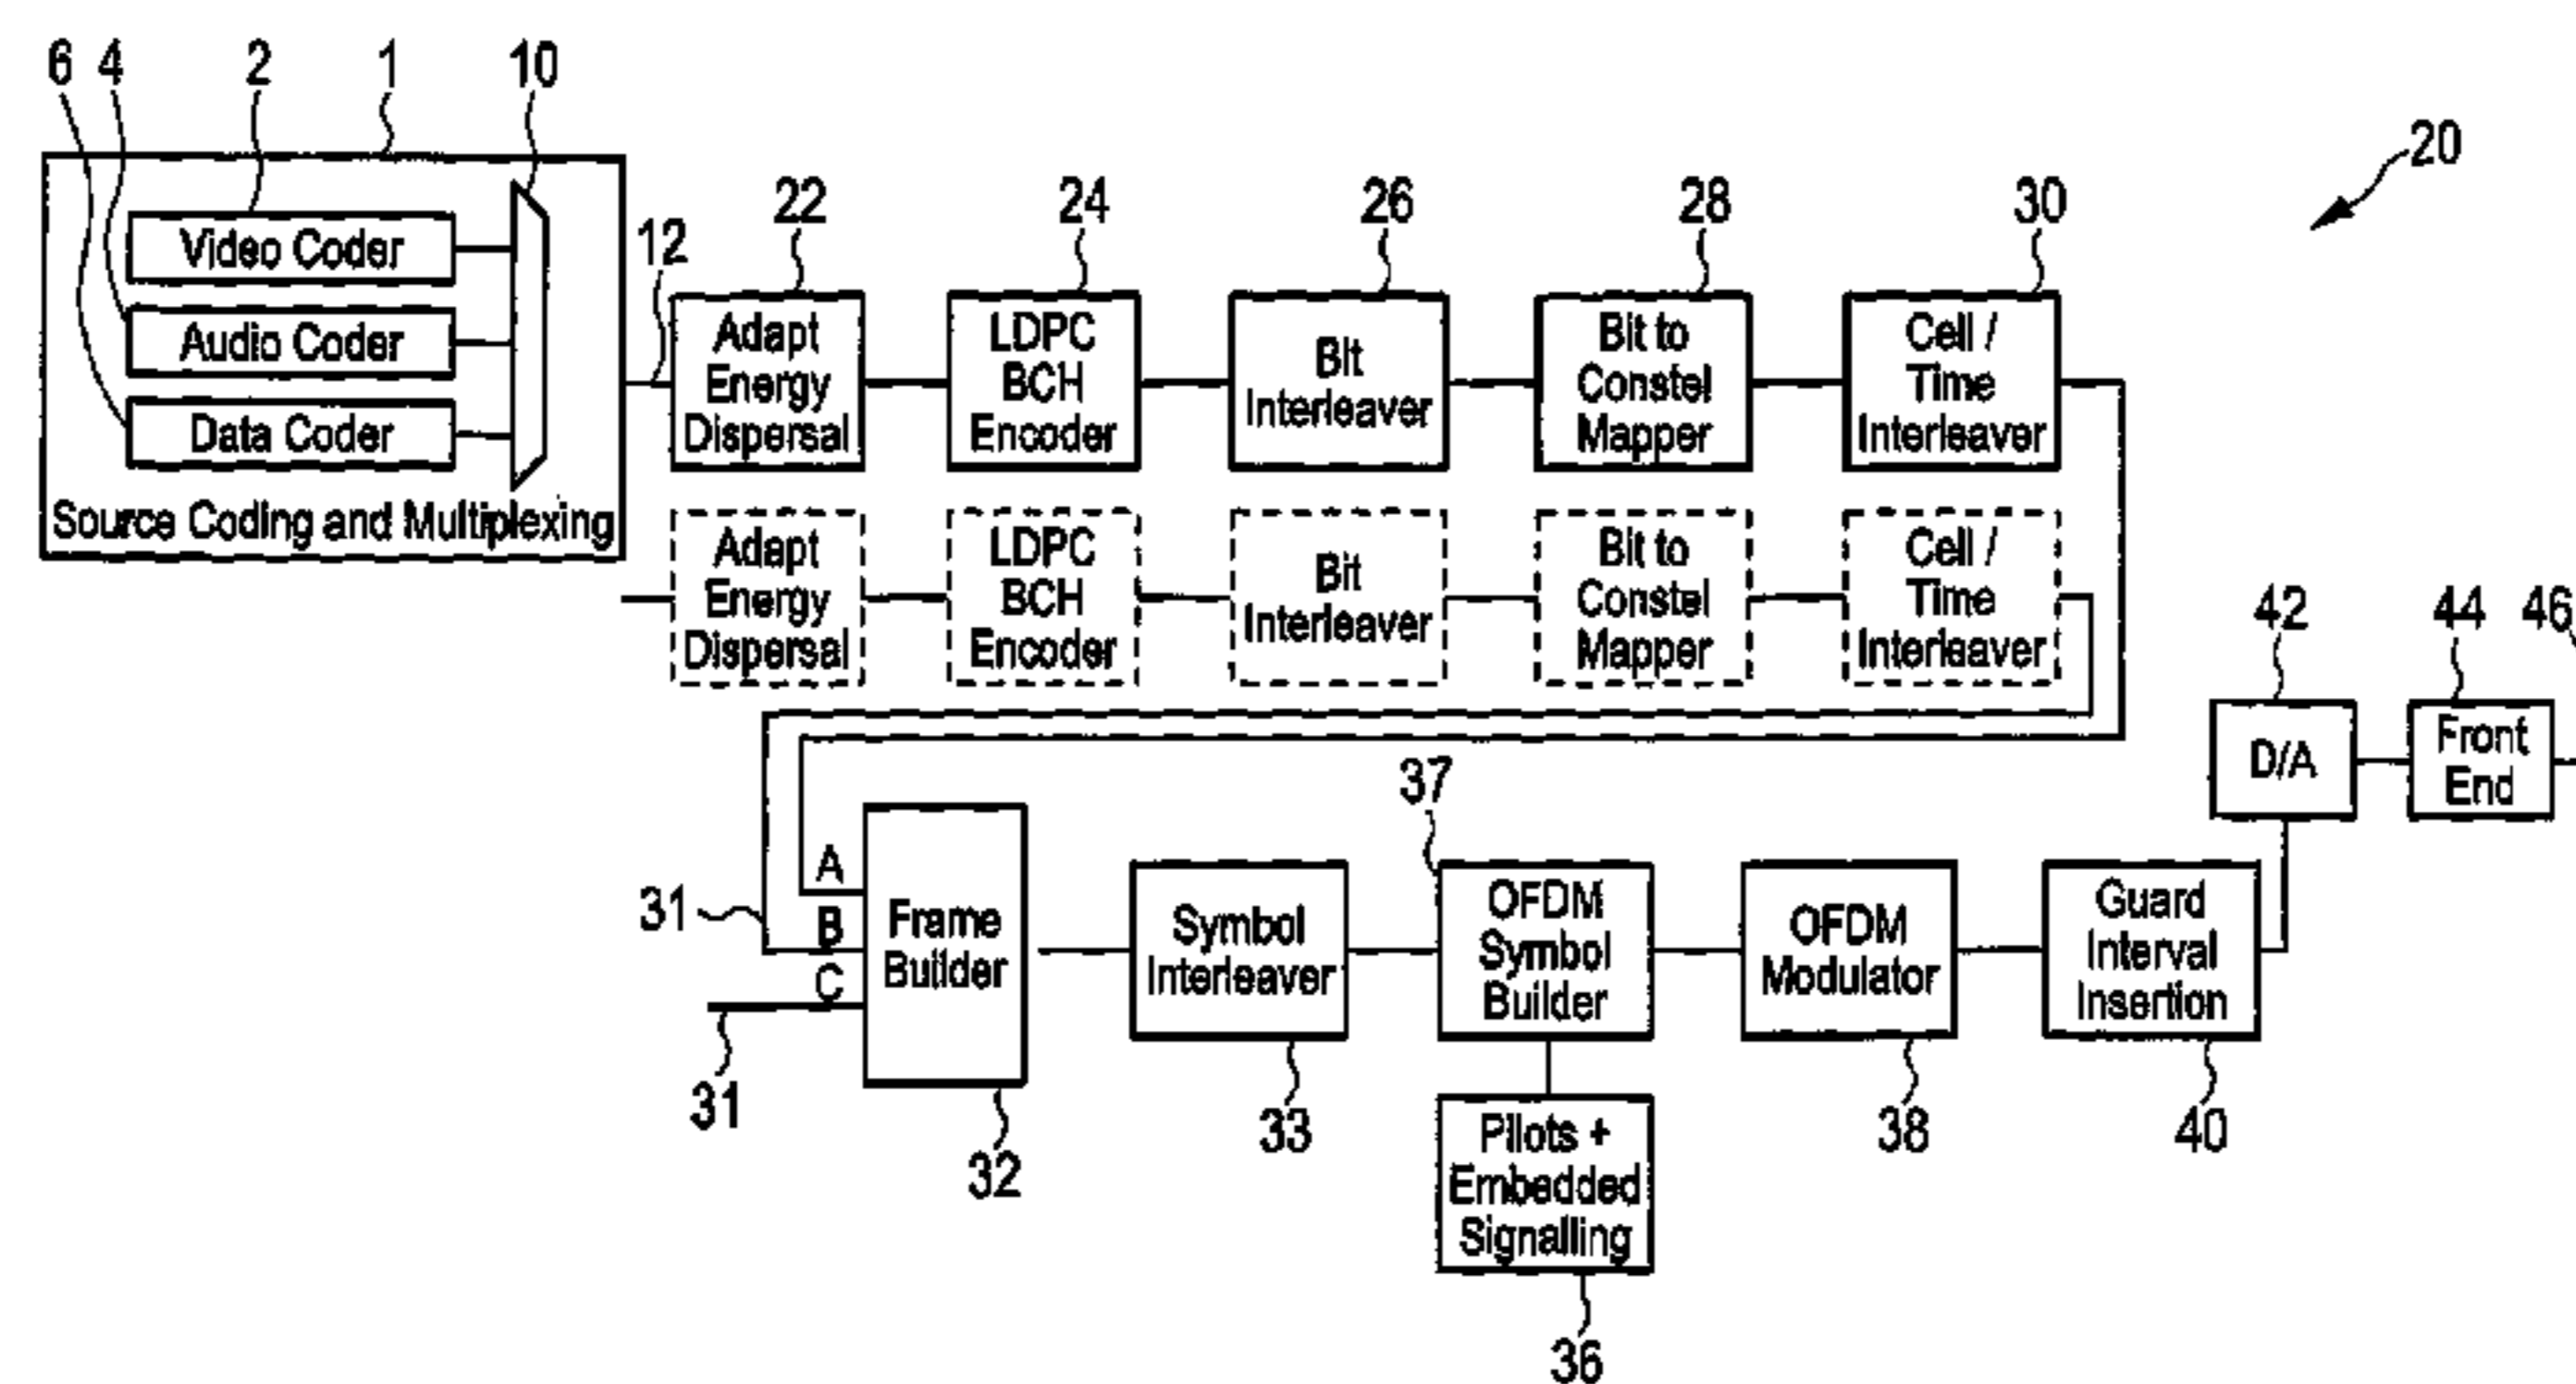 6 4 2 1 10
20
12 22 24 26 28 30
Video Coder
Audio Coder
Data Coder
Source Coding and Multiplexing
Adapt
Energy
Dispersal
LDPC
BCH
Encoder
Bit
Interleaver
Bit to
Constel
Mapper
Cell /
Time
Interleaver
Adapt
Energy
Dispersal
LDPC
BCH
Encoder
Bit
Interleaver
Bit to
Constel
Mapper
Cell /
Time
Interleaver
42 44 46
D/A
Front
End
37
31
A
B
C
31
Frame
Builder
32
Symbol
Interleaver
33
OFDM
Symbol
Builder
OFDM
Modulator
38
Guard
Interval
Insertion
40
Pilots +
Embedded
Signalling
36